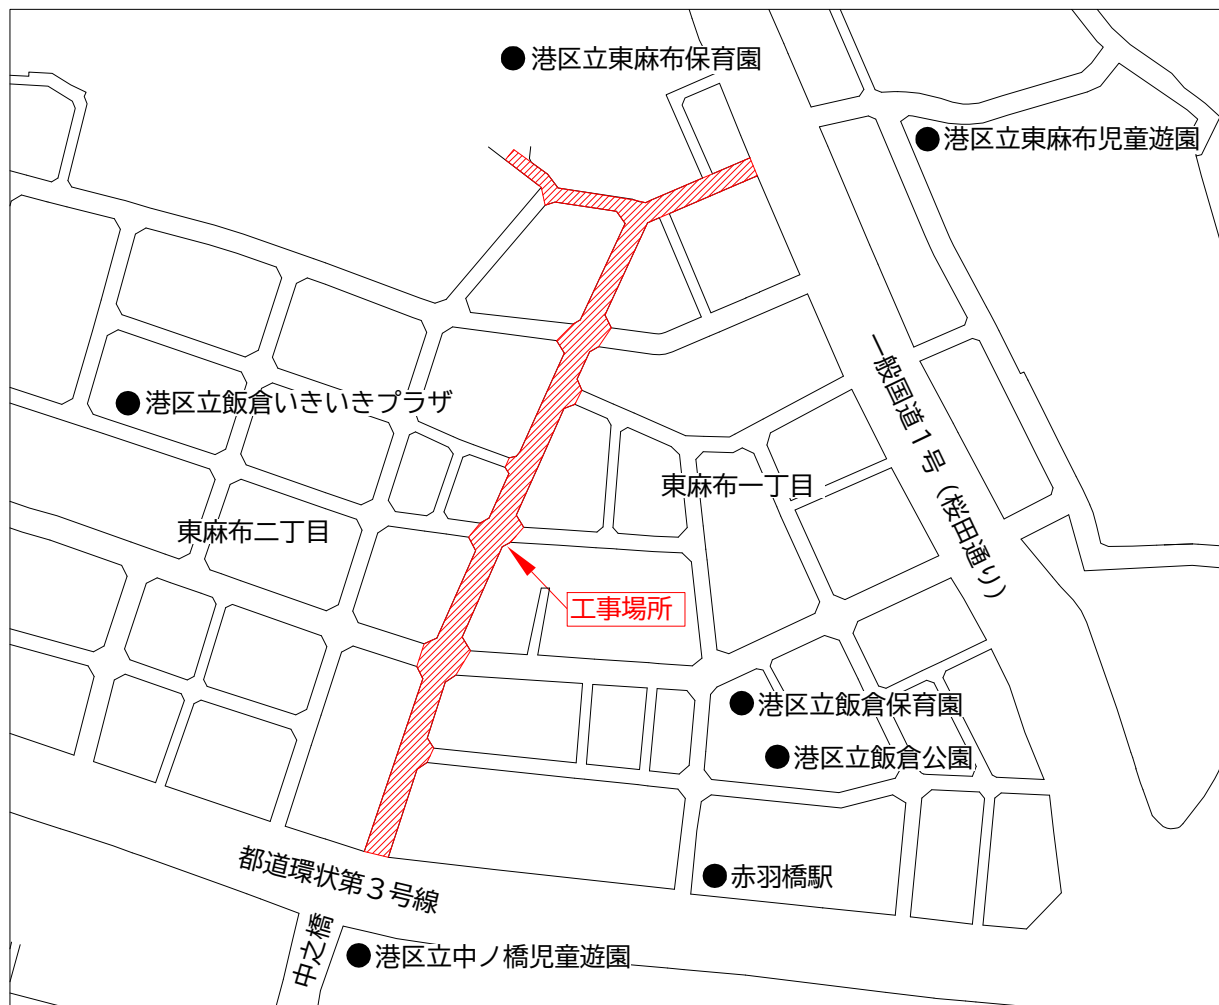 港区立東麻布保育園
港区立東麻布児童遊園
一般国道1号(桜田通り)
港区立飯倉いきいきプラザ
東麻布一丁目
東麻布二丁目
工事場所
港区立飯倉保育園
港区立飯倉公園
都道環状第3号線
赤羽橋駅
中之橋
港区立中ノ橋児童遊園